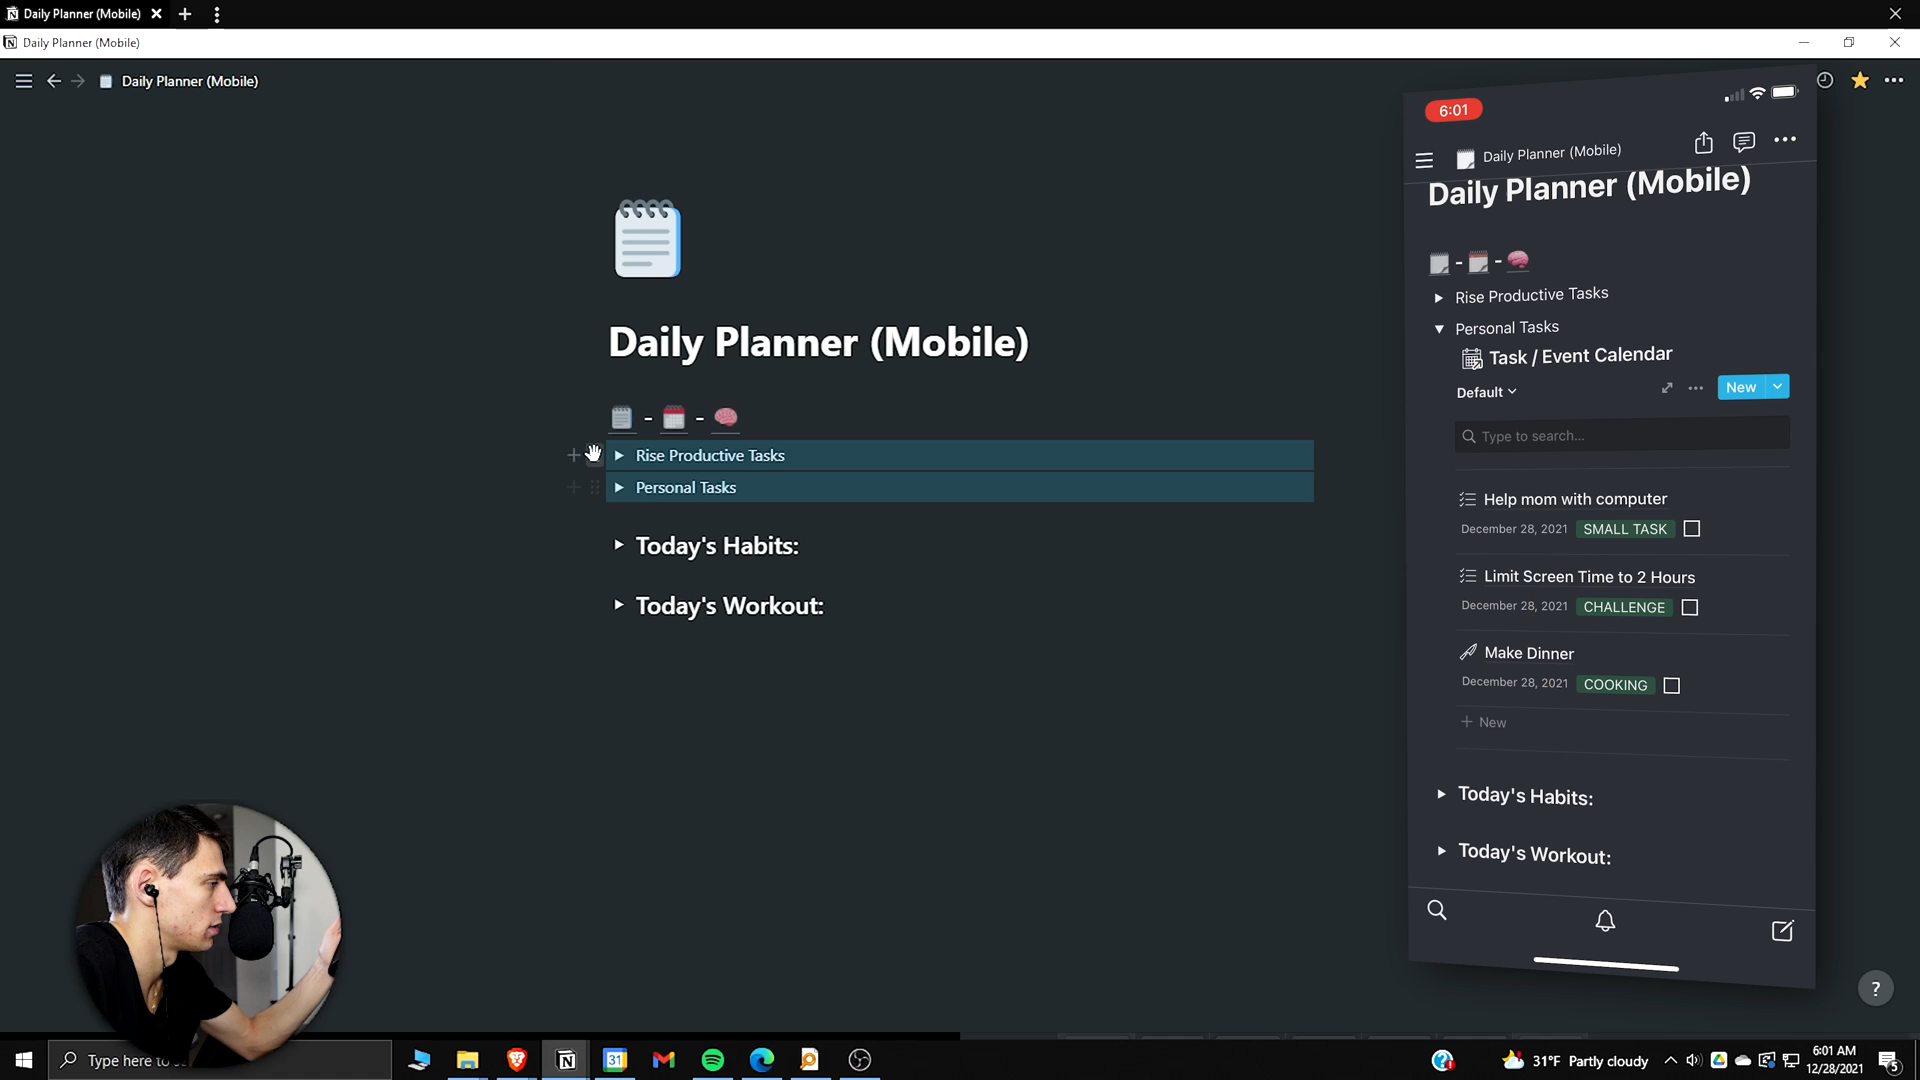 Daily Planner (Mobile)
Daily Planner (Mobile)
Daily Planner (Mobile)
Daily Planner (Mobile)
- -
Rise Productive Tasks
Personal Tasks
Today's Habits:
Today's Workout:
6:01
Daily Planner (Mobile)
Daily Planner (Mobile)
- -
Rise Productive Tasks
Personal Tasks
Task / Event Calendar
Default
New
Type to search...
Help mom with computer
December 28, 2021 SMALL TASK
Limit Screen Time to 2 Hours
December 28, 2021 CHALLENGE
Make Dinner
December 28, 2021 COOKING
+ New
Today's Habits:
Today's Workout:
?
Type here to
31
31°F Partly cloudy
6:01 AM
12/28/2021
5